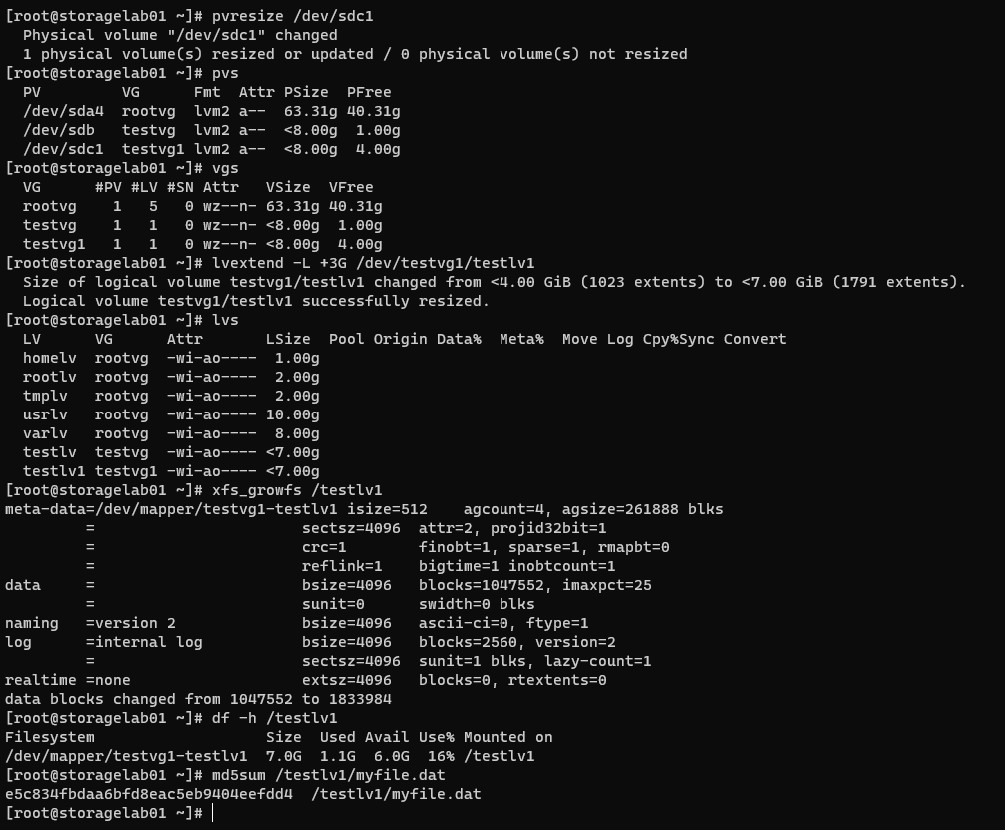 [root@storagelab01 ~]# pvresize /dev/sdc1
  Physical volume "/dev/sdc1" changed
  1 physical volume(s) resized or updated / 0 physical volume(s) not resized
[root@storagelab01 ~]# pvs
  PV         VG      Fmt  Attr PSize  PFree
  /dev/sda4  rootvg  lvm2 a--  63.31g 40.31g
  /dev/sdb   testvg  lvm2 a--  <8.00g  1.00g
  /dev/sdc1  testvg1 lvm2 a--  <8.00g  4.00g
[root@storagelab01 ~]# vgs
  VG      #PV #LV #SN Attr   VSize  VFree
  rootvg    1   5   0 wz--n- 63.31g 40.31g
  testvg    1   1   0 wz--n- <8.00g  1.00g
  testvg1   1   1   0 wz--n- <8.00g  4.00g
[root@storagelab01 ~]# lvextend -L +3G /dev/testvg1/testlv1
  Size of logical volume testvg1/testlv1 changed from <4.00 GiB (1023 extents) to <7.00 GiB (1791 extents).
  Logical volume testvg1/testlv1 successfully resized.
[root@storagelab01 ~]# lvs
  LV      VG      Attr       LSize  Pool Origin Data%  Meta%  Move Log Cpy%Sync Convert
  homelv  rootvg  -wi-ao----  1.00g
  rootlv  rootvg  -wi-ao----  2.00g
  tmplv   rootvg  -wi-ao----  2.00g
  usrlv   rootvg  -wi-ao---- 10.00g
  varlv   rootvg  -wi-ao----  8.00g
  testlv  testvg  -wi-ao---- <7.00g
  testlv1 testvg1 -wi-ao---- <7.00g
[root@storagelab01 ~]# xfs_growfs /testlv1
meta-data=/dev/mapper/testvg1-testlv1 isize=512    agcount=4, agsize=261888 blks
         =                       sectsz=4096  attr=2, projid32bit=1
         =                       crc=1        finobt=1, sparse=1, rmapbt=0
         =                       reflink=1    bigtime=1 inobtcount=1
data     =                       bsize=4096   blocks=1047552, imaxpct=25
         =                       sunit=0      swidth=0 blks
naming   =version 2              bsize=4096   ascii-ci=0, ftype=1
log      =internal log           bsize=4096   blocks=2560, version=2
         =                       sectsz=4096  sunit=1 blks, lazy-count=1
realtime =none                   extsz=4096   blocks=0, rtextents=0
data blocks changed from 1047552 to 1833984
[root@storagelab01 ~]# df -h /testlv1
Filesystem                   Size  Used Avail Use% Mounted on
/dev/mapper/testvg1-testlv1  7.0G  1.1G  6.0G  16% /testlv1
[root@storagelab01 ~]# md5sum /testlv1/myfile.dat
e5c834fbdaa6bfd8eac5eb9404eefdd4  /testlv1/myfile.dat
[root@storagelab01 ~]#